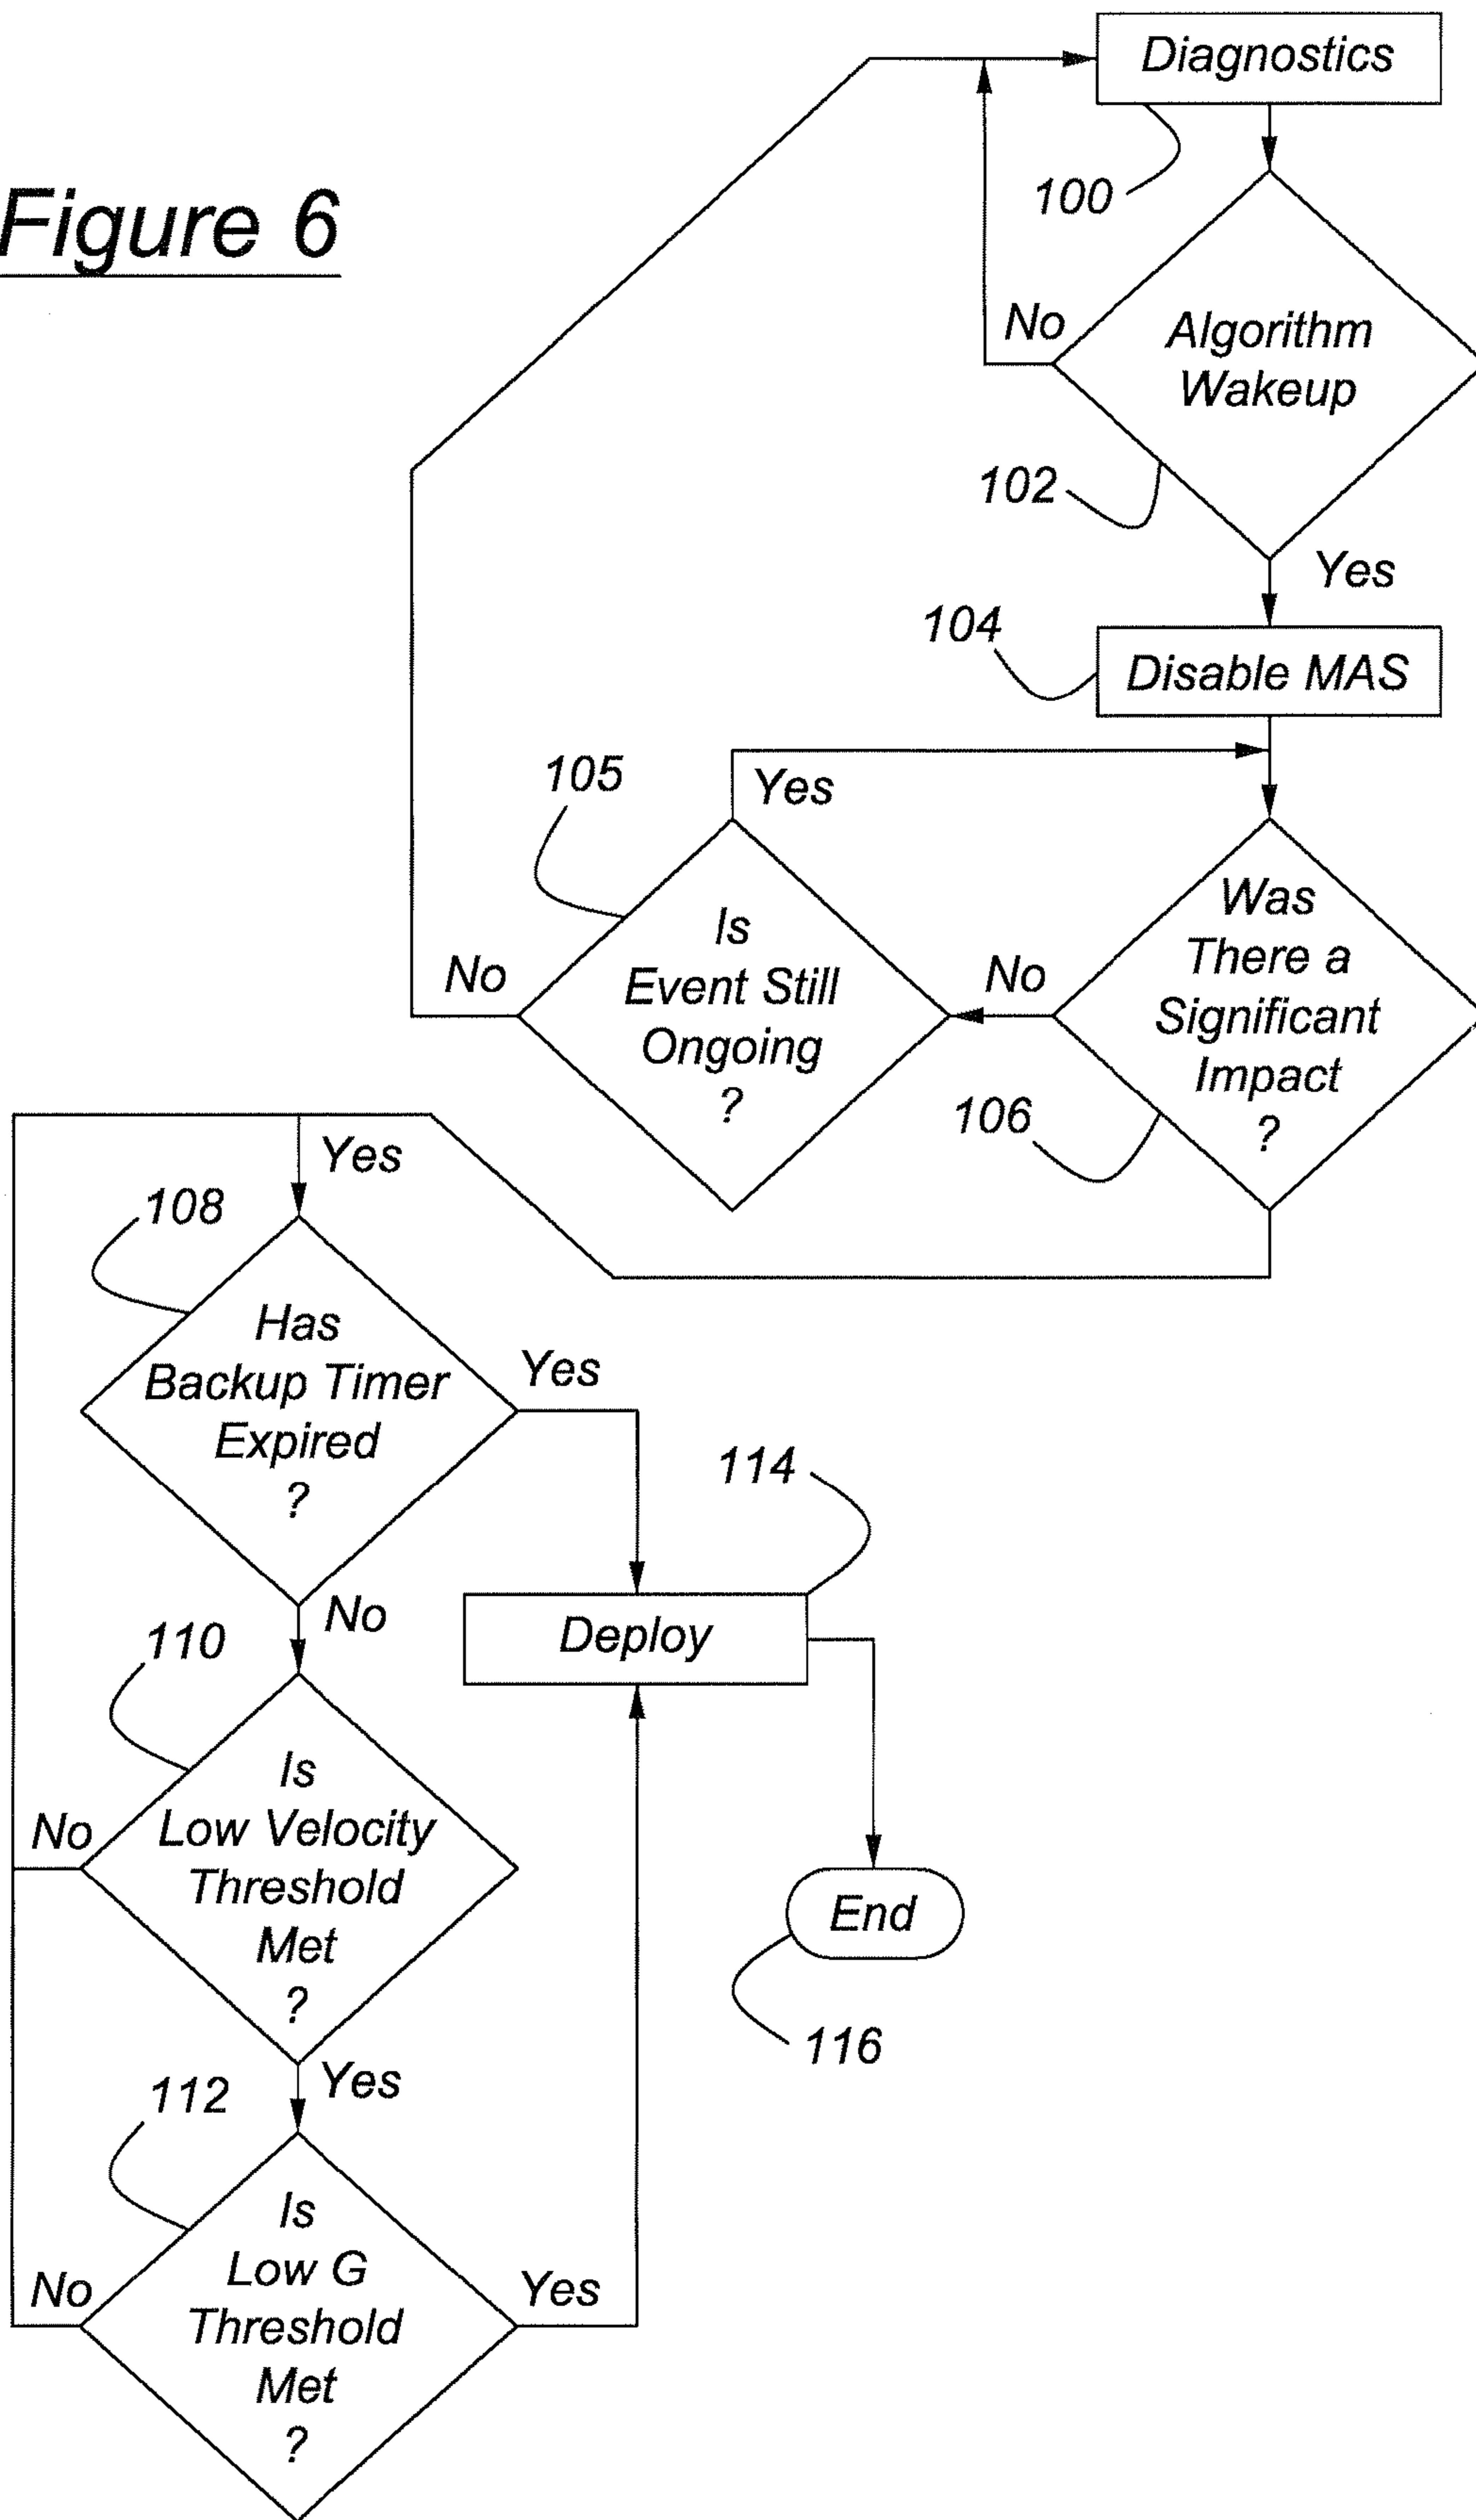 Figure 6
Diagnostics
100
Algorithm
Wakeup
No
102
Yes
104
Disable MAS
105
Yes
Is
Event Still
Ongoing
?
No
No
Was
There a
Significant
Impact
?
106
Yes
108
Has
Backup Timer
Expired
?
Yes
No
114
Deploy
110
Is
Low Velocity
Threshold
Met
?
No
Yes
End
116
112
Is
Low G
Threshold
Met
?
No
Yes